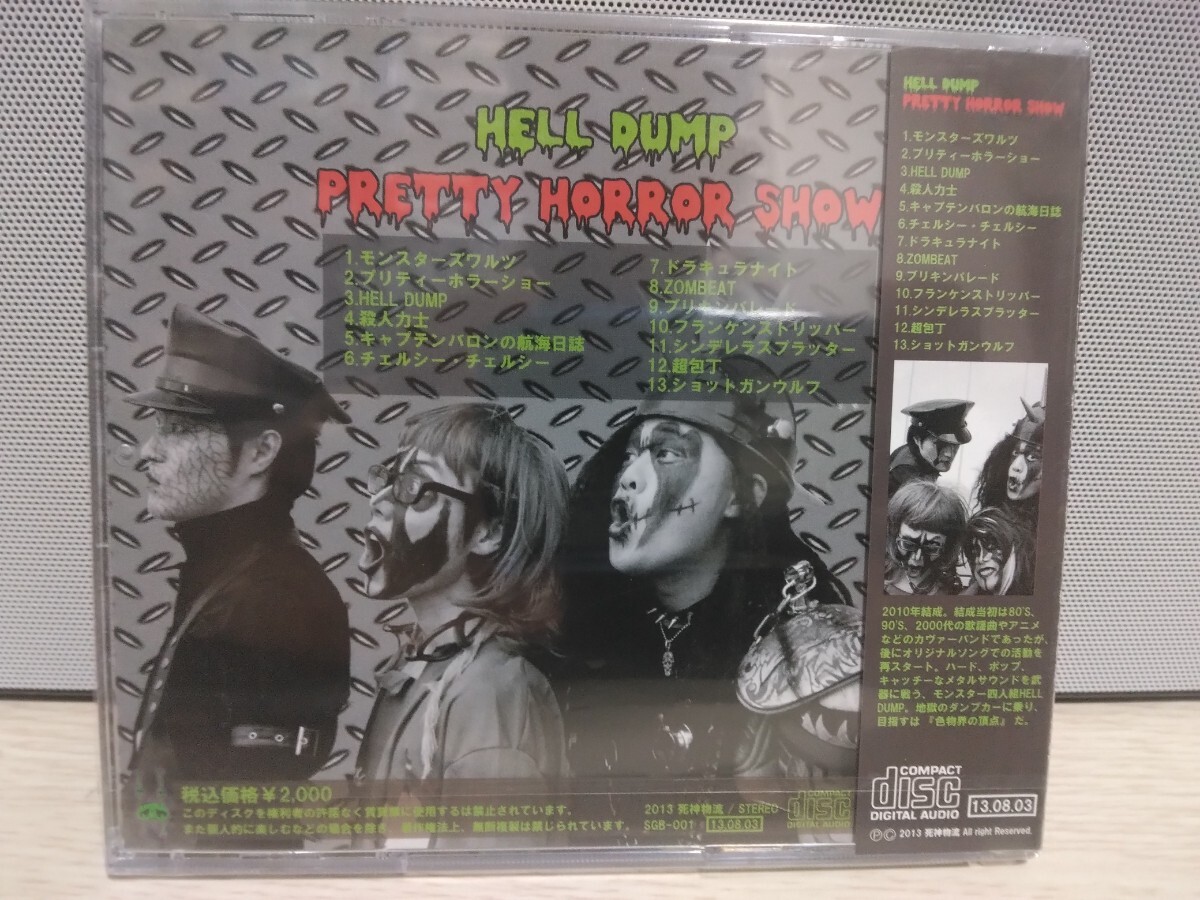 HELL DUMP
PRETTY HORROR SHOW
1.モンスターズワルツ
2.プリティーホラーショー
3.HELL DUMP
4.殺人力士
5.キャプテンバロンの航海日誌
6.チェルシー・チェルシー
7.ドラキュラナイト
8.ZOMBEAT
9.ブリキンパレード
10.フランケンストリッパー
11.シンデレラスプラッター
12.超包丁
13.ショットガンウルフ
税込価格¥2,000
このディスクを権利者の許諾なく賃貸業に使用するは禁止されています。
また個人的に楽しむなどの場合を除き、著作権法上、無断複製は禁じられています。
2013 死神物流 / STEREO
SGB-001 13.08.03
COMPACT
disc
DIGITAL AUDIO
HELL DUMP
PRETTY HORROR SHOW
1.モンスターズワルツ
2.プリティーホラーショー
3.HELL DUMP
4.殺人力士
5.キャプテンバロンの航海日誌
6.チェルシー・チェルシー
7.ドラキュラナイト
8.ZOMBEAT
9.ブリキンパレード
10.フランケンストリッパー
11.シンデレラスプラッター
12.超包丁
13.ショットガンウルフ
2010年結成。結成当初は80'S、
90'S、2000代の歌謡曲やアニメ
などのカヴァーバンドであったが、
後にオリジナルソングでの活動を
再スタート。ハード、ポップ、
キャッチーなメタルサウンドを武
器に戦う、モンスター四人組HELL
DUMP。地獄のダンプカーに乗り、
目指すは『色物界の頂点』だ。
COMPACT
disc
DIGITAL AUDIO
13.08.03
ⓅⒸ 2013 死神物流 All right Reserved.